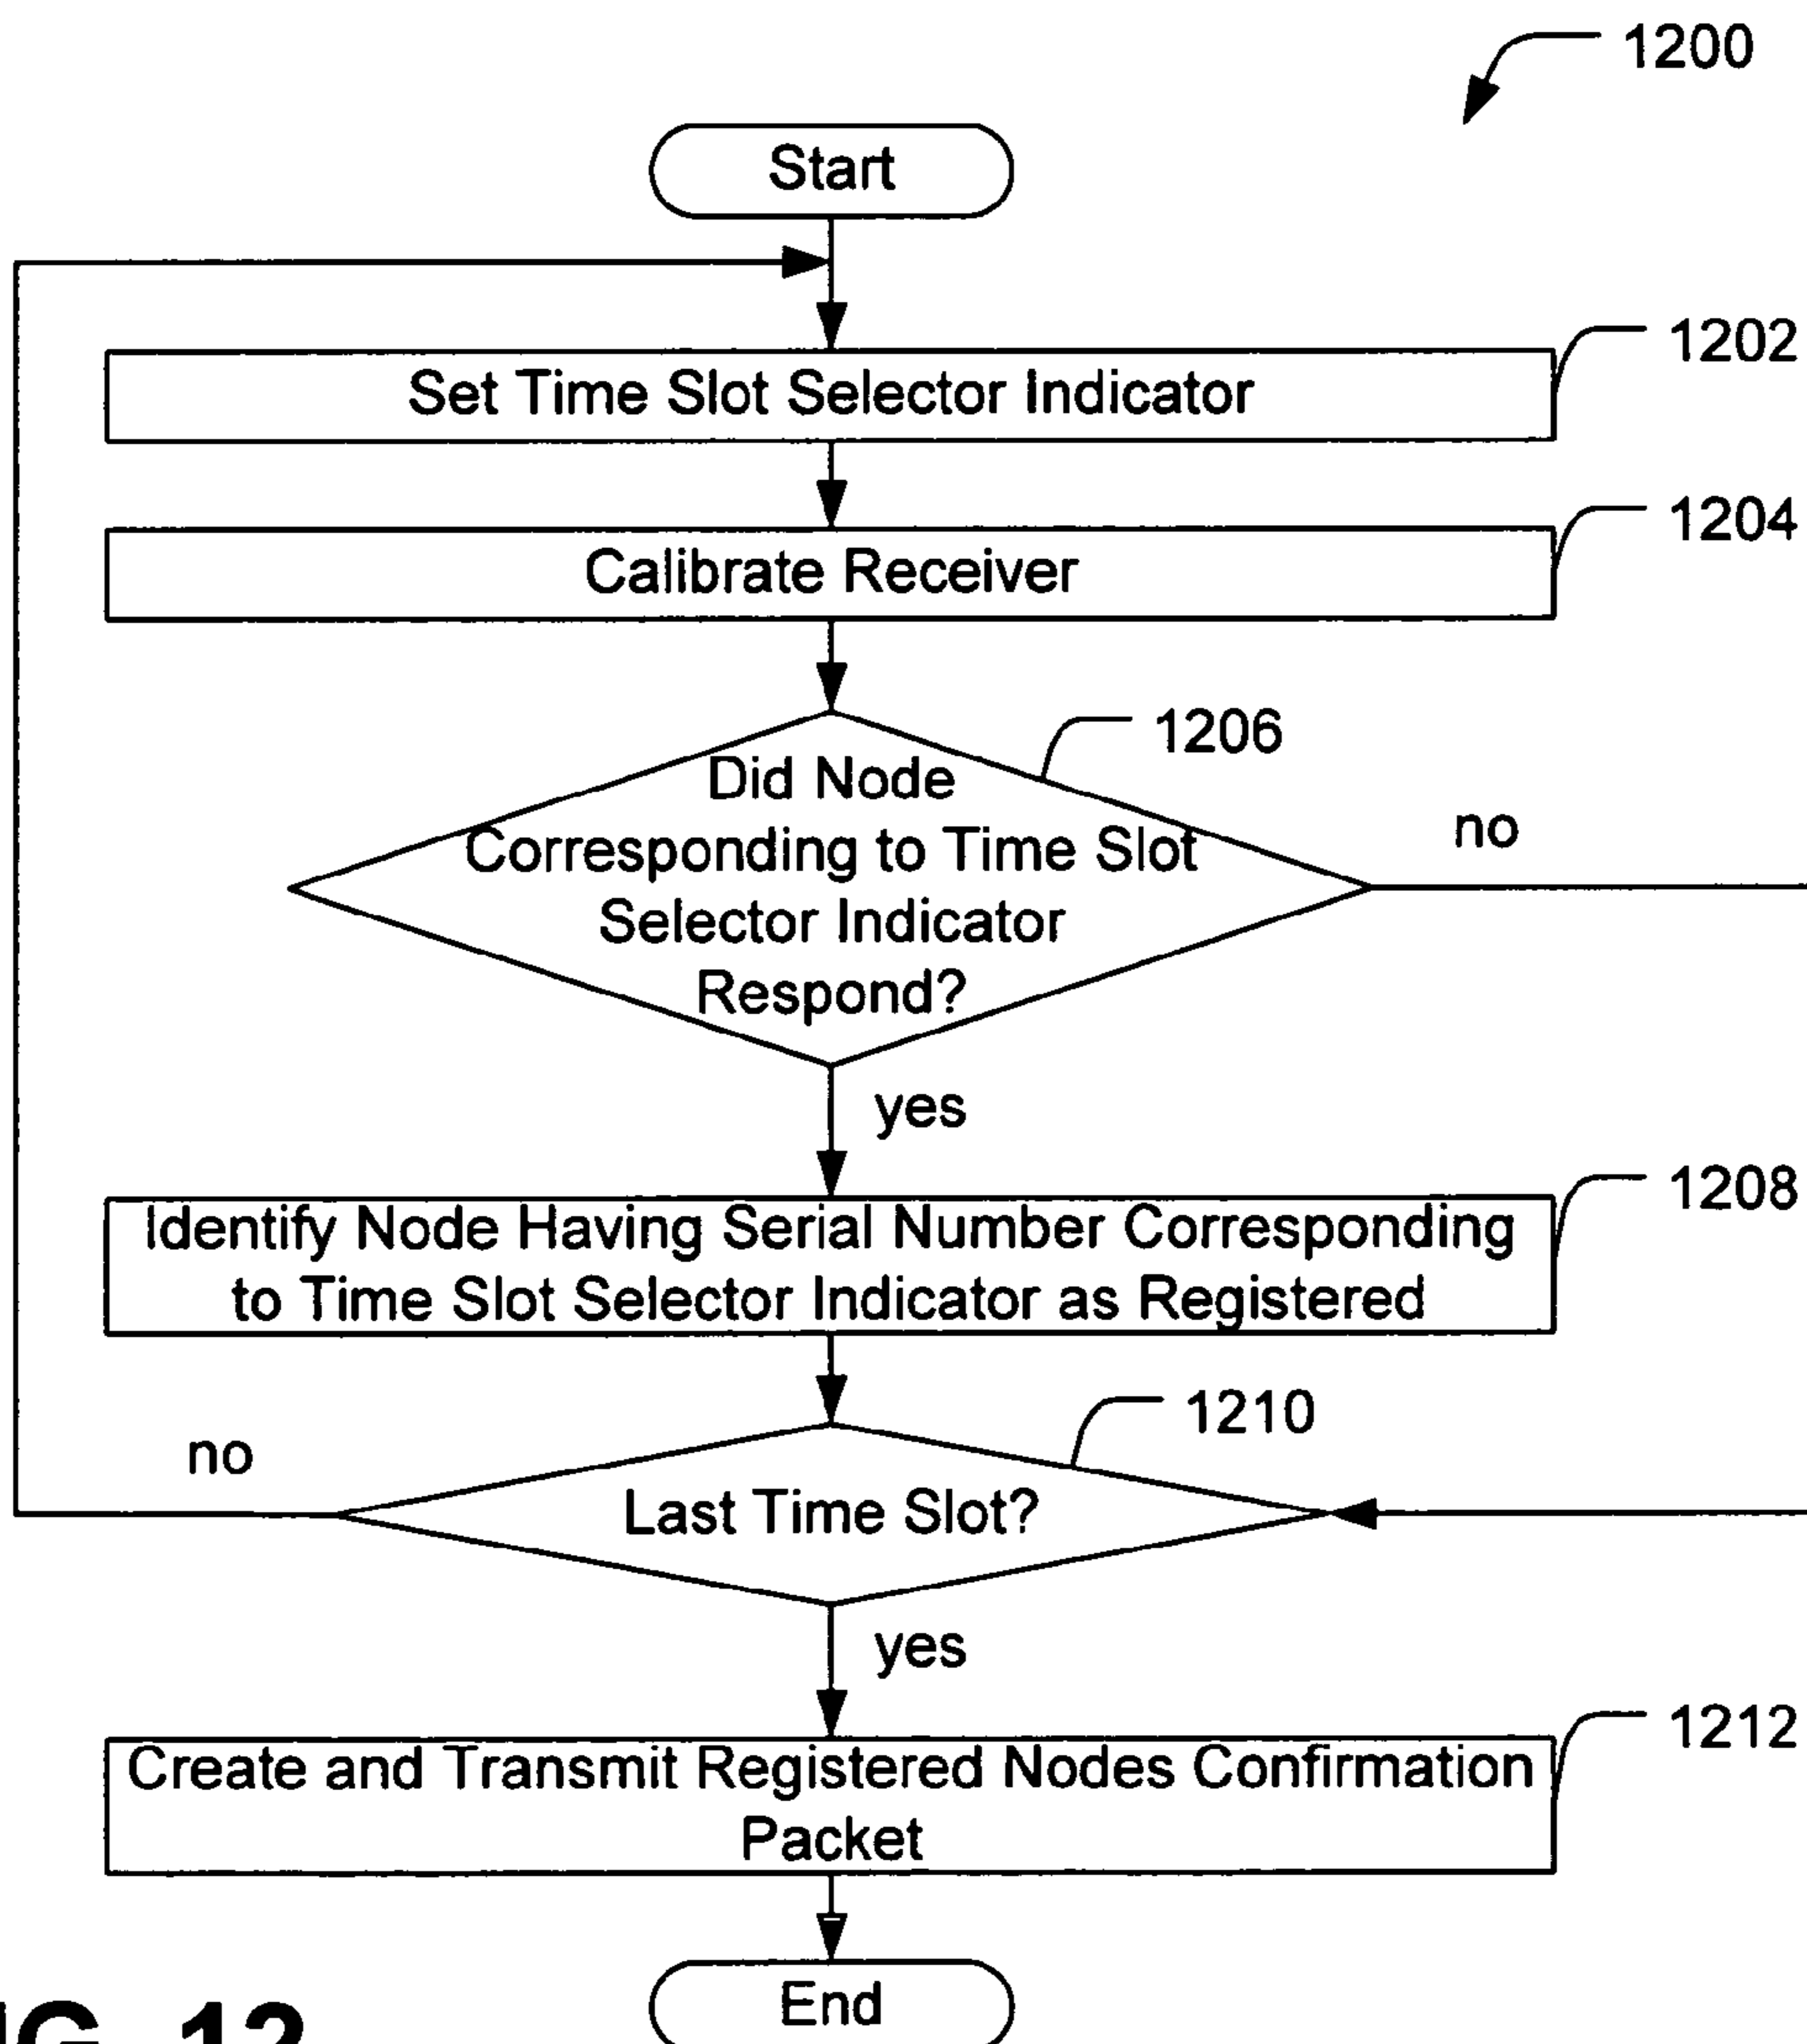 1200
Start
1202
Set Time Slot Selector Indicator
1204
Calibrate Receiver
1206
Did Node
Corresponding to Time Slot
Selector Indicator
Respond?
no
yes
1208
Identify Node Having Serial Number Corresponding
to Time Slot Selector Indicator as Registered
1210
no
Last Time Slot?
yes
1212
Create and Transmit Registered Nodes Confirmation
Packet
End
12